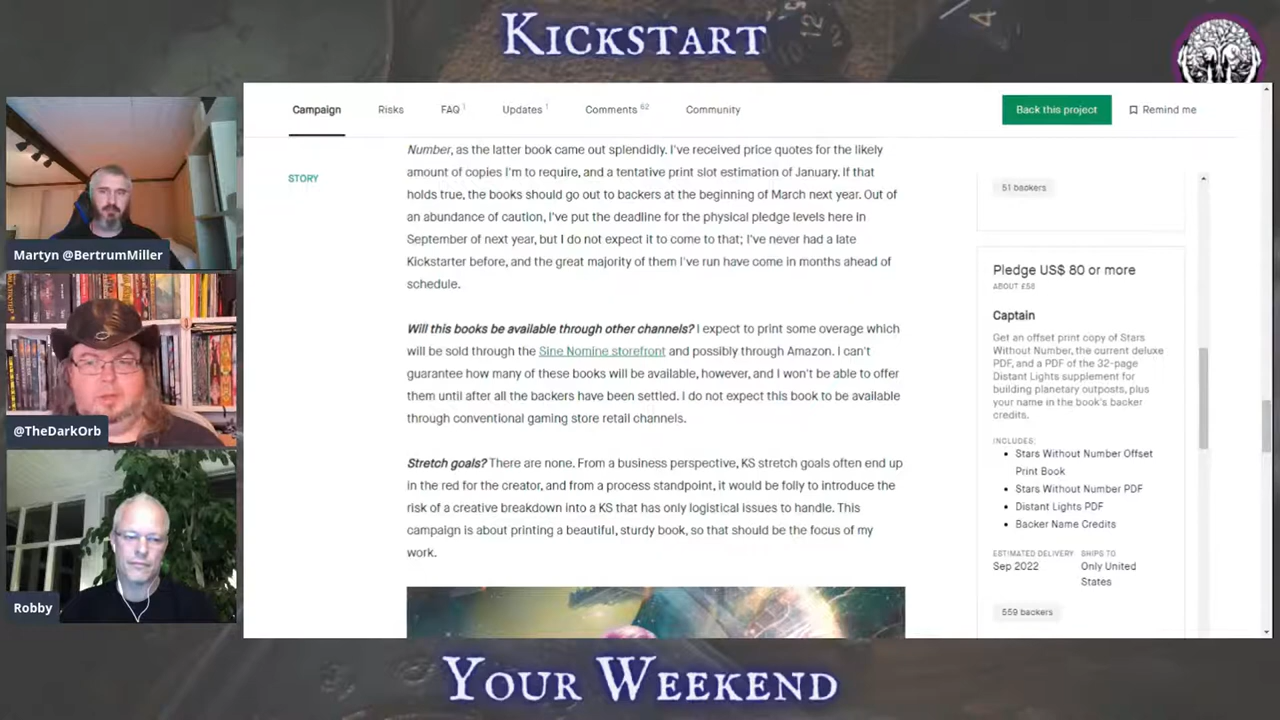 KICKSTART
Campaign
Risks
FAQ 1
Updates 1
Comments 62
Community
Back this project
Remind me
STORY
Number, as the latter book came out splendidly. I've received price quotes for the likely
amount of copies I'm to require, and a tentative print slot estimation of January. If that
holds true, the books should go out to backers at the beginning of March next year. Out of
an abundance of caution, I've put the deadline for the physical pledge levels here in
September of next year, but I do not expect it to come to that; I've never had a late
Kickstarter before, and the great majority of them I've run have come in months ahead of
schedule.
Will this books be available through other channels? I expect to print some overage which
will be sold through the Sine Nomine storefront and possibly through Amazon. I can't
guarantee how many of these books will be available, however, and I won't be able to offer
them until after all the backers have been settled. I do not expect this book to be available
through conventional gaming store retail channels.
Stretch goals? There are none. From a business perspective, KS stretch goals often end up
in the red for the creator, and from a process standpoint, it would be folly to introduce the
risk of a creative breakdown into a KS that has only logistical issues to handle. This
campaign is about printing a beautiful, sturdy book, so that should be the focus of my
work.
51 backers
Pledge US$ 80 or more
ABOUT £58
Captain
Get an offset print copy of Stars
Without Number, the current deluxe
PDF, and a PDF of the 32-page
Distant Lights supplement for
building planetary outposts, plus
your name in the book's backer
credits.
INCLUDES:
Stars Without Number Offset
Print Book
Stars Without Number PDF
Distant Lights PDF
Backer Name Credits
ESTIMATED DELIVERY
Sep 2022
SHIPS TO
Only United
States
559 backers
Martyn @BertrumMiller
@TheDarkOrb
Robby
YOUR WEEKEND